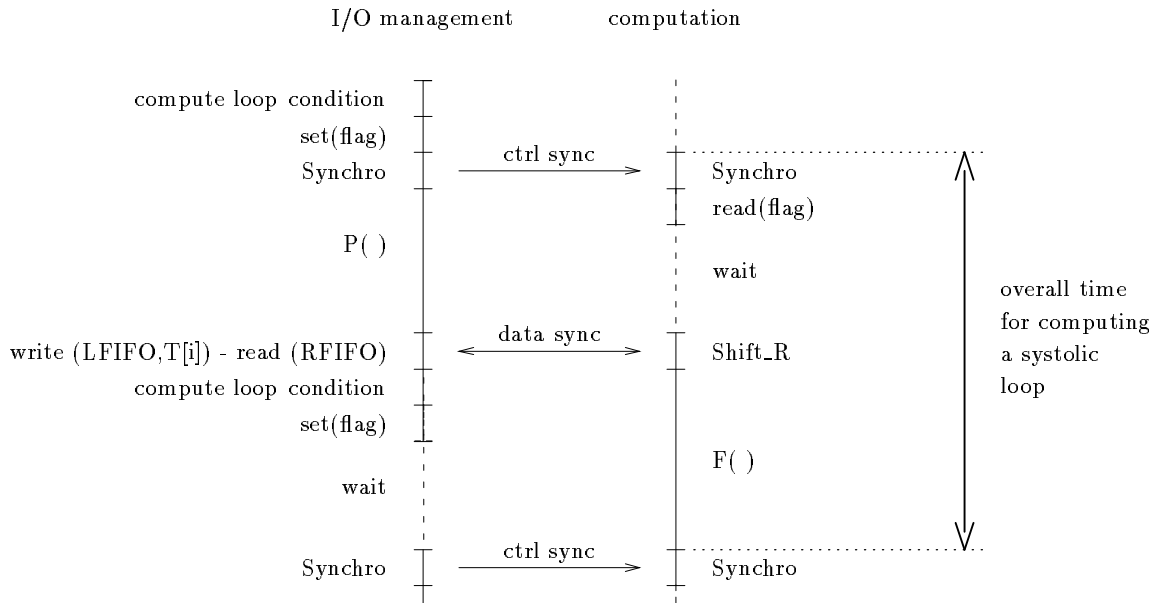 I/O management computation
compute loop condition
set(flag)
Synchro ctrl sync Synchro
read(flag)
P( )
wait
overall time
for computing
a systolic
loop
write (LFIFO,T[i]) - read (RFIFO) data sync Shift_R
compute loop condition
set(flag)
F( )
wait
Synchro ctrl sync Synchro